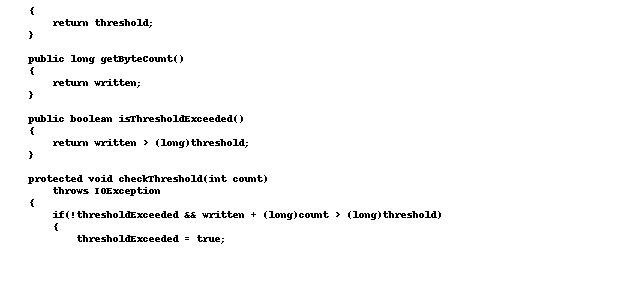 {
    return threshold;
}

public long getByteCount()
{
    return written;
}

public boolean isThresholdExceeded()
{
    return written > (long)threshold;
}

protected void checkThreshold(int count)
    throws IOException
{
    if(!thresholdExceeded && written + (long)count > (long)threshold)
    {
        thresholdExceeded = true;